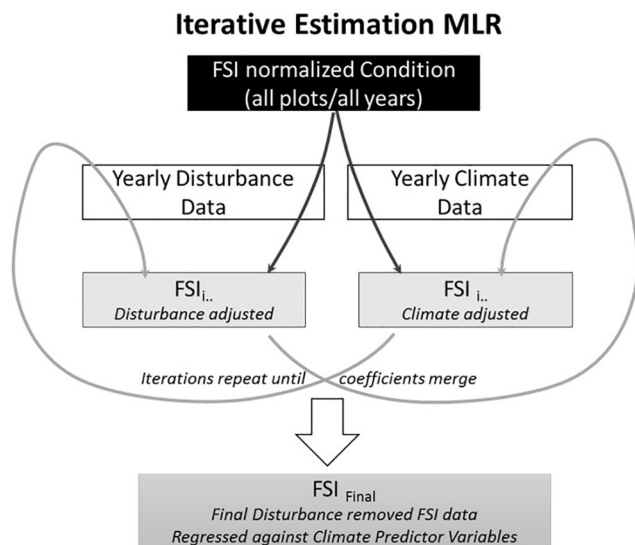 Iterative Estimation MLR
FSI normalized Condition
(all plots/all years)
Yearly Disturbance
Data
Yearly Climate
Data
FSIi..
Disturbance adjusted
FSI i..
Climate adjusted
Iterations repeat until coefficients merge
FSI Final
Final Disturbance removed FSI data
Regressed against Climate Predictor Variables